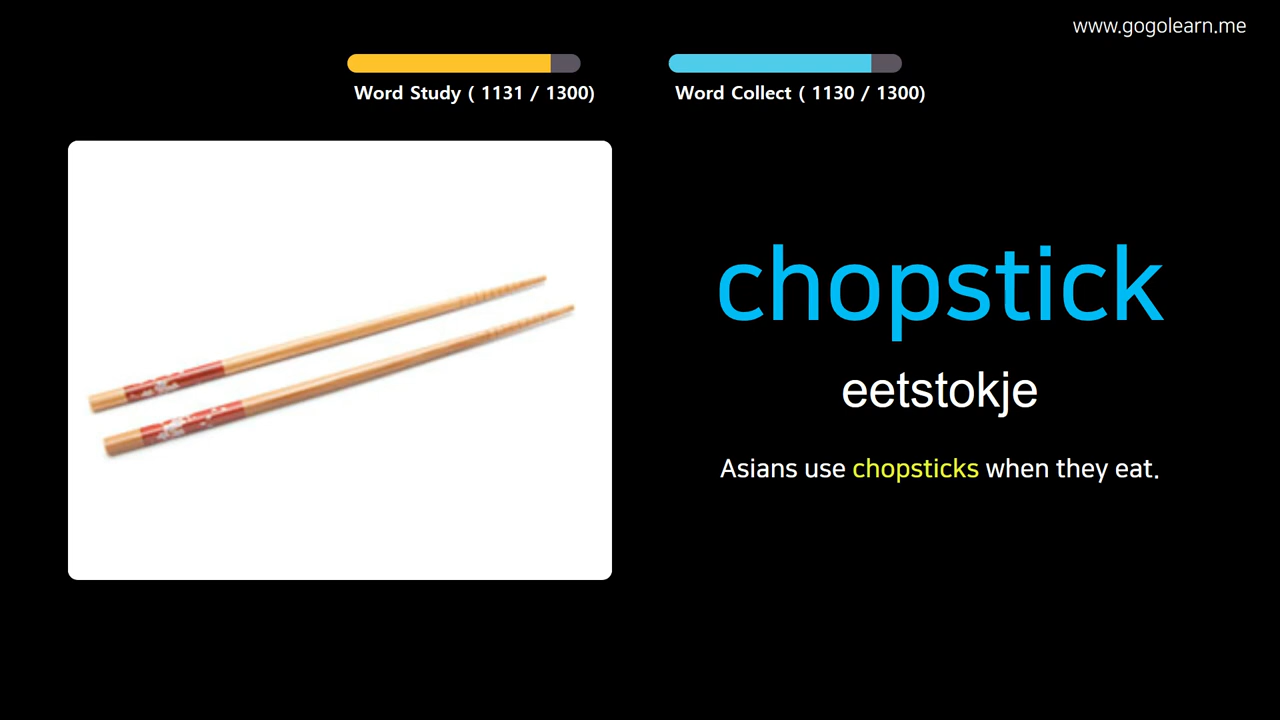 www.gogolearn.me
Word Study ( 1131 / 1300)
Word Collect ( 1130 / 1300)
chopstick
eetstokje
Asians use chopsticks when they eat.